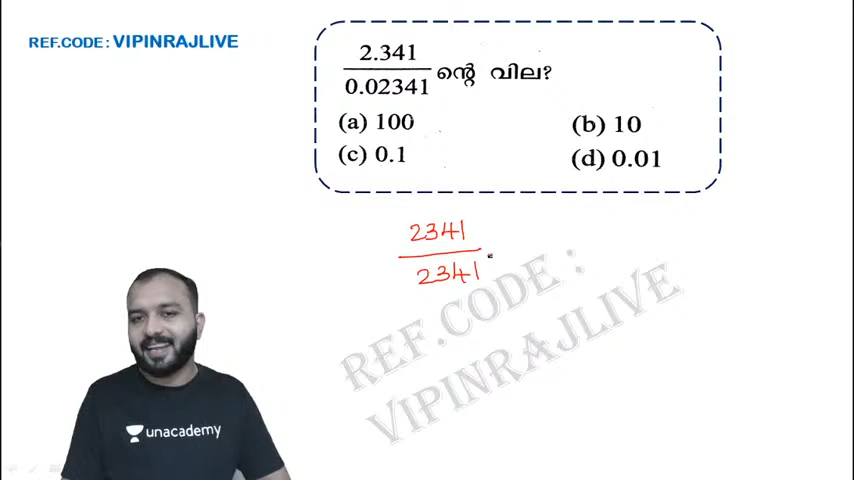 REF.CODE : VIPINRAJLIVE
2.341
0.02341 ന്റെ വില?
(a) 100 (b) 10
(c) 0.1 (d) 0.01
2341
2341
REF.CODE :
VIPINRAJLIVE
unacademy